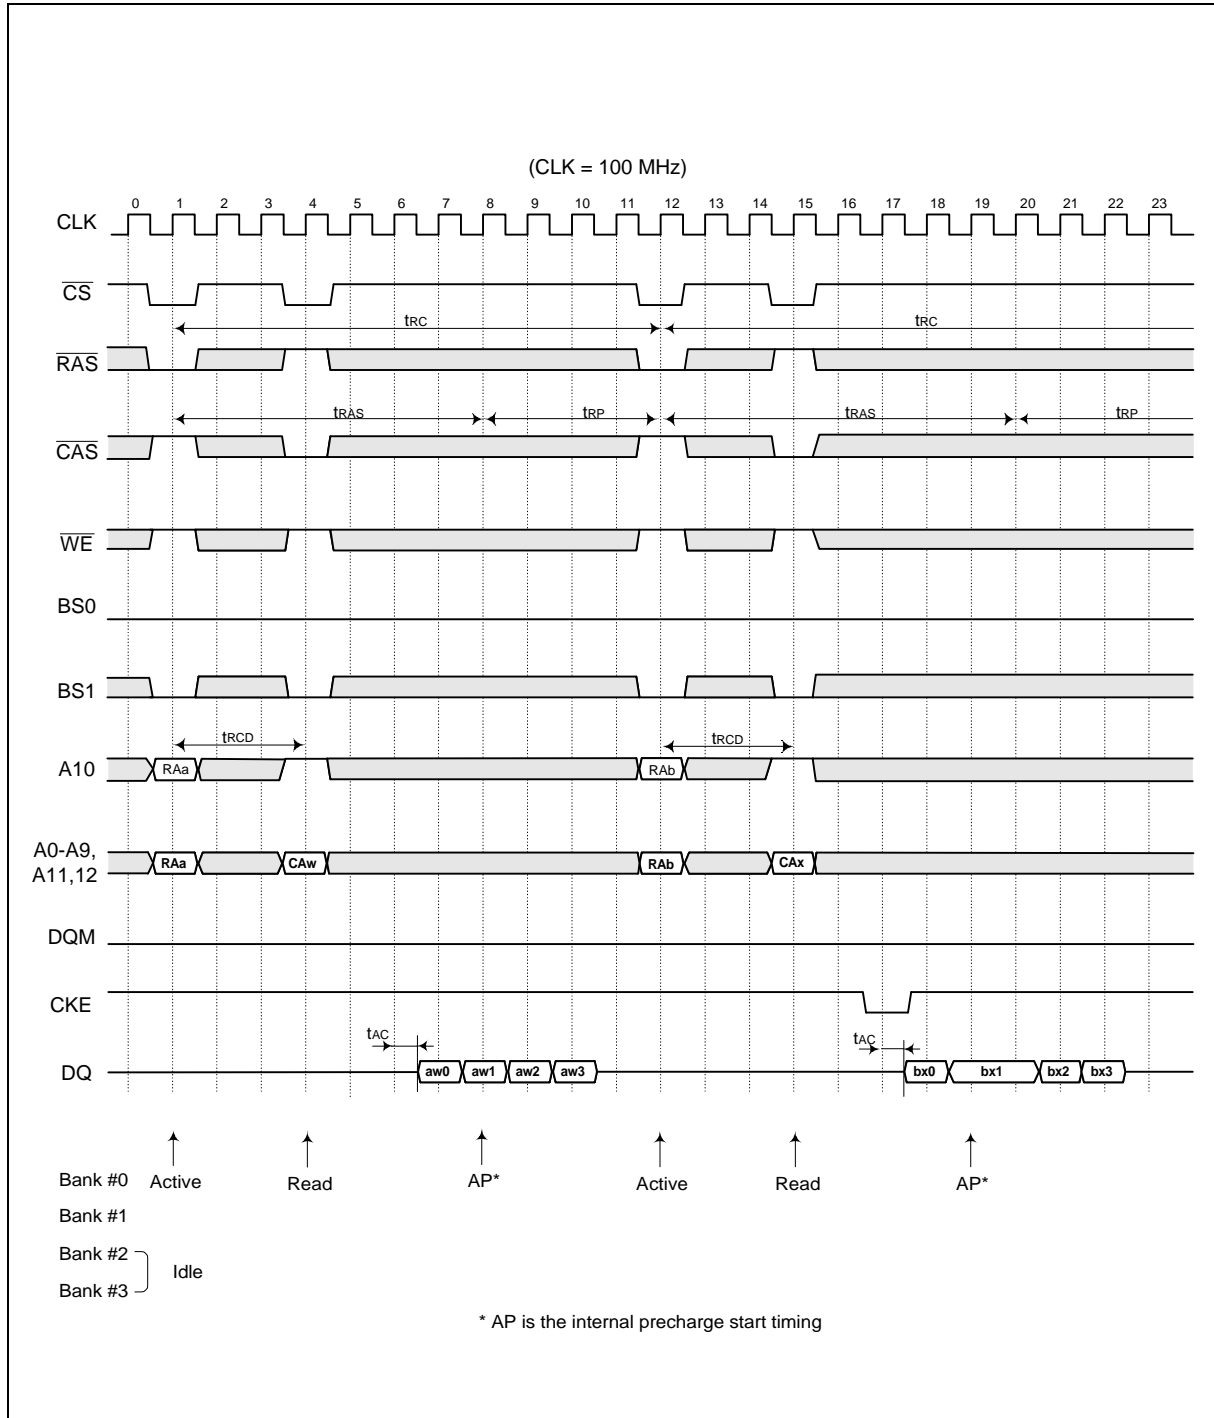 (CLK = 100 MHz)
0 1 2 3 4 5 6 7 8 9 10 11 12 13 14 15 16 17 18 19 20 21 22 23
CLK
CS
tRC tRC
RAS
tRAS tRP tRAS tRP
CAS
WE
BS0
BS1
tRCD tRCD
A10 RAa RAb
A0-A9,
A11,12
RAa CAw RAb CAx
DQM
CKE
tAC tAC
DQ aw0 aw1 aw2 aw3 bx0 bx1 bx2 bx3
Bank #0 Active Read AP* Active Read AP*
Bank #1
Bank #2
Idle
Bank #3
* AP is the internal precharge start timing